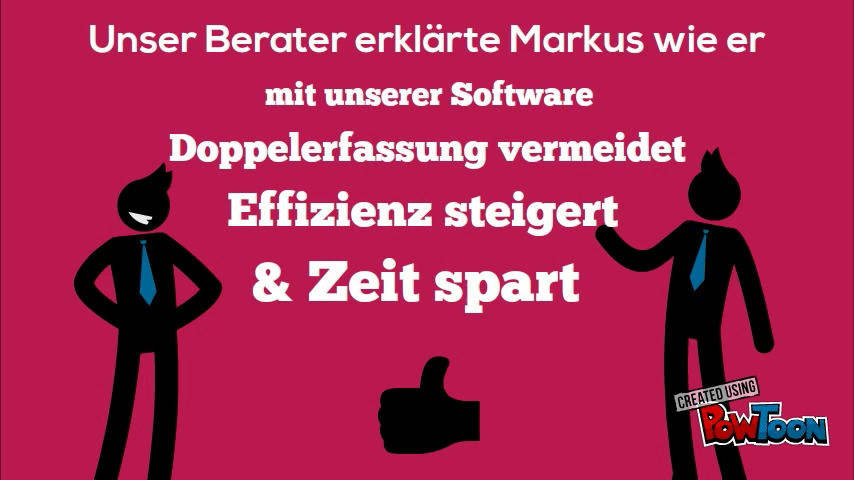 Unser Berater erklärte Markus wie er
mit unserer Software
Doppelerfassung vermeidet
Effizienz steigert
& Zeit spart
CREATED USING
POWTOON